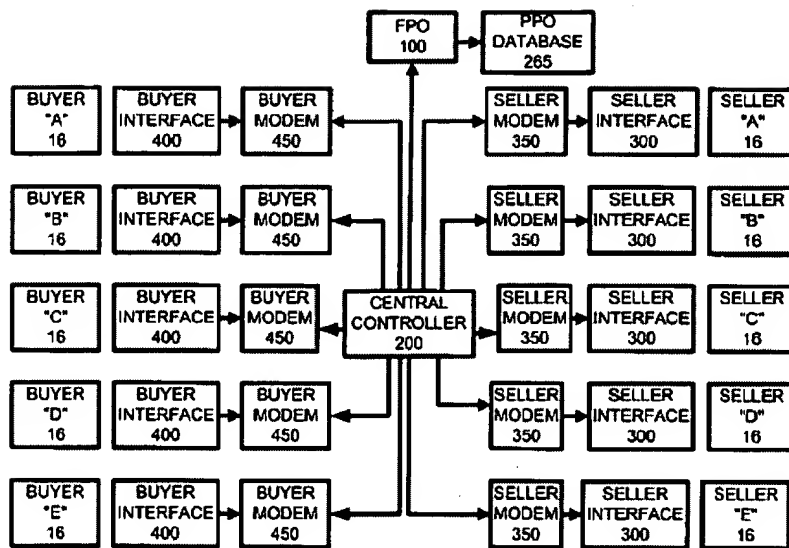 FPO
100
PPO
DATABASE
265
BUYER
"A"
16
BUYER
INTERFACE
400
BUYER
MODEM
450
SELLER
MODEM
350
SELLER
INTERFACE
300
SELLER
"A"
16
BUYER
"B"
16
BUYER
INTERFACE
400
BUYER
MODEM
450
SELLER
MODEM
350
SELLER
INTERFACE
300
SELLER
"B"
16
BUYER
"C"
16
BUYER
INTERFACE
400
BUYER
MODEM
450
CENTRAL
CONTROLLER
200
SELLER
MODEM
350
SELLER
INTERFACE
300
SELLER
"C"
16
BUYER
"D"
16
BUYER
INTERFACE
400
BUYER
MODEM
450
SELLER
MODEM
350
SELLER
INTERFACE
300
SELLER
"D"
16
BUYER
"E"
16
BUYER
INTERFACE
400
BUYER
MODEM
450
SELLER
MODEM
350
SELLER
INTERFACE
300
SELLER
"E"
16